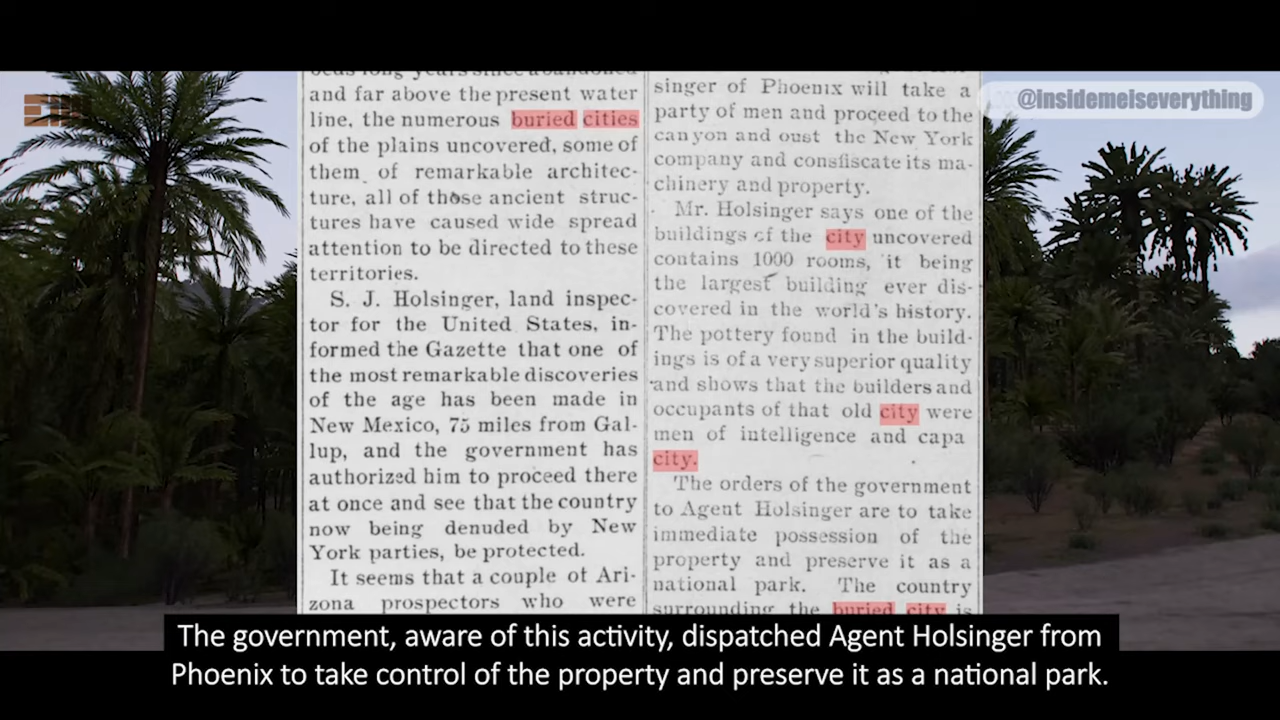 @Insidemeiseverything
and far above the present water
line, the numerous buried cities
of the plains uncovered, some of
them of remarkable architec-
ture, all of those ancient struc-
tures have caused wide spread
attention to be directed to these
territories.
S. J. Holsinger, land inspec-
tor for the United States, in-
formed the Gazette that one of
the most remarkable discoveries
of the age has been made in
New Mexico, 75 miles from Gal-
lup, and the government has
authorized him to proceed there
at once and see that the country
now being denuded by New
York parties, be protected.
It seems that a couple of Ari-
zona prospectors who were
singer of Phoenix will take a
party of men and proceed to the
canyon and oust the New York
company and consfiscate its ma-
chinery and property.
Mr. Holsinger says one of the
buildings of the city uncovered
contains 1000 rooms, it being
the largest building ever dis-
covered in the world's history.
The pottery found in the build-
ings is of a very superior quality
and shows that the builders and
occupants of that old city were
men of intelligence and capa
city.
The orders of the government
to Agent Holsinger are to take
immediate possession of the
property and preserve it as a
national park. The country
surrounding the buried city is
The government, aware of this activity, dispatched Agent Holsinger from
Phoenix to take control of the property and preserve it as a national park.